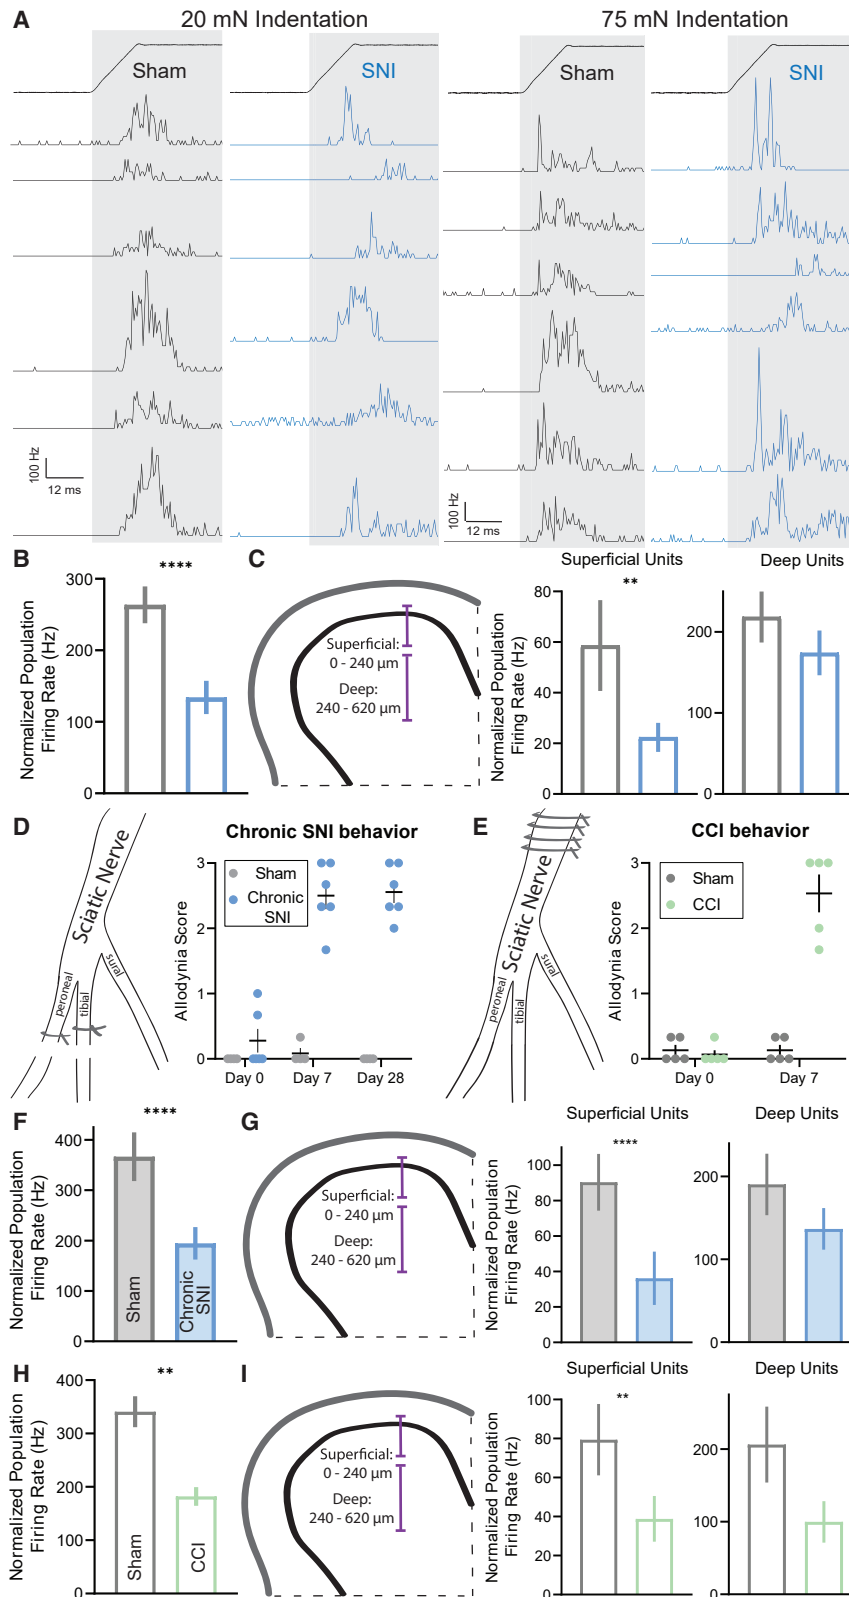 A
20 mN Indentation
75 mN Indentation
Sham
SNI
Sham
SNI
100 Hz
12 ms
100 Hz
12 ms
B
****
Normalized Population
Firing Rate (Hz)
300
200
100
0
C
Superficial:
0 - 240 µm
Deep:
240 - 620 µm
Superficial Units
**
Normalized Population
Firing Rate (Hz)
80
60
40
20
0
Deep Units
200
100
0
D
Sciatic Nerve
peroneal
tibial
sural
Chronic SNI behavior
Sham
Chronic
SNI
Allodynia Score
3
2
1
0
Day 0
Day 7
Day 28
E
Sciatic Nerve
peroneal
tibial
sural
CCI behavior
Sham
CCI
Allodynia Score
3
2
1
0
Day 0
Day 7
F
****
Normalized Population
Firing Rate (Hz)
400
300
200
100
0
Sham
Chronic
SNI
G
Superficial:
0 - 240 µm
Deep:
240 - 620 µm
Superficial Units
****
Normalized Population
Firing Rate (Hz)
100
80
60
40
20
0
Deep Units
200
100
0
H
**
Normalized Population
Firing Rate (Hz)
400
300
200
100
0
Sham
CCI
I
Superficial:
0 - 240 µm
Deep:
240 - 620 µm
Superficial Units
**
Normalized Population
Firing Rate (Hz)
80
60
40
20
0
Deep Units
200
100
0